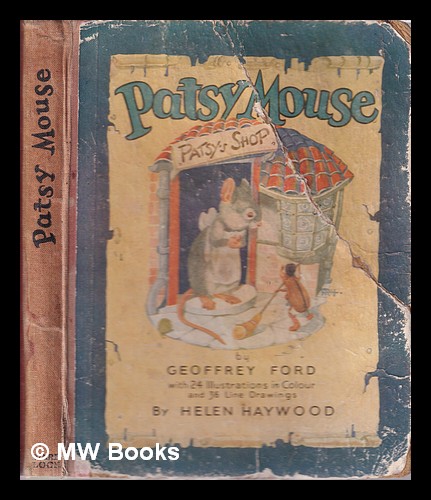 Patsy Mouse
Patsy Mouse
PATSY'S SHOP
by
GEOFFREY FORD
with 24 Illustrations in Colour
and 36 Line Drawings
By HELEN HAYWOOD
LOCK
© MW Books